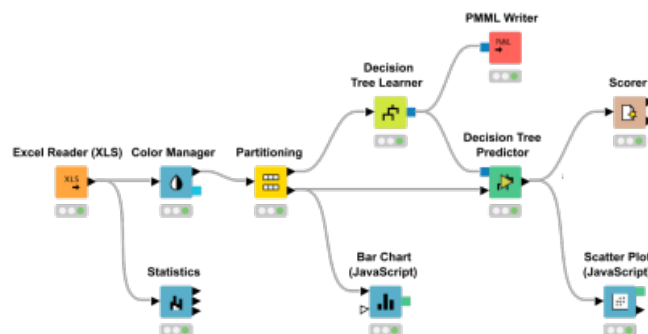 PMML Writer
PML
Decision
Tree Learner
Scorer
Excel Reader (XLS)
Color Manager
Partitioning
Decision Tree
Predictor
XLS
Statistics
Bar Chart
(JavaScript)
Scatter Plot
(JavaScript)